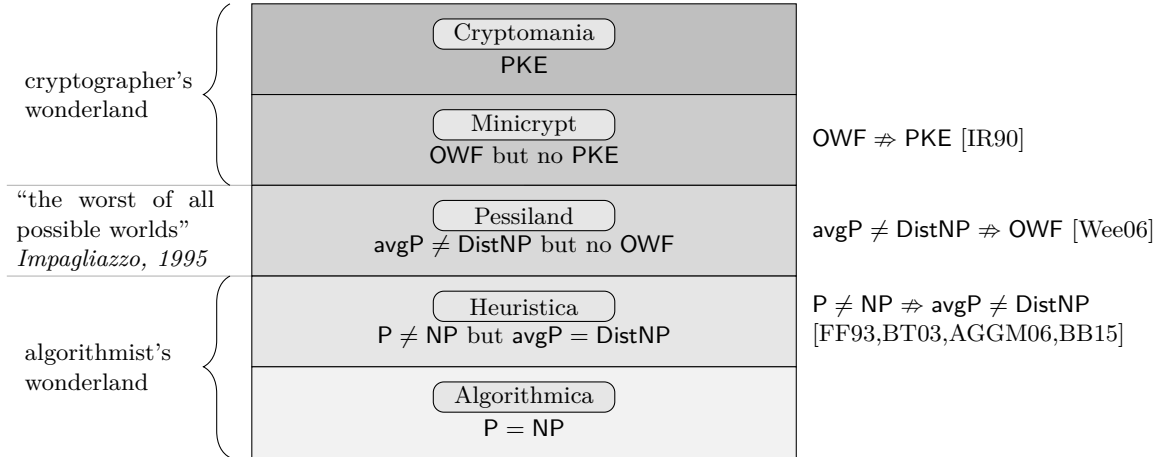 Cryptomania
PKE
cryptographer's
wonderland
Minicrypt
OWF but no PKE
OWF ⇏ PKE [IR90]
"the worst of all
possible worlds"
Impagliazzo, 1995
Pessiland
avgP ≠ DistNP but no OWF
avgP ≠ DistNP ⇏ OWF [Wee06]
Heuristica
P ≠ NP but avgP = DistNP
P ≠ NP ⇏ avgP ≠ DistNP
[FF93,BT03,AGGM06,BB15]
algorithmist's
wonderland
Algorithmica
P = NP